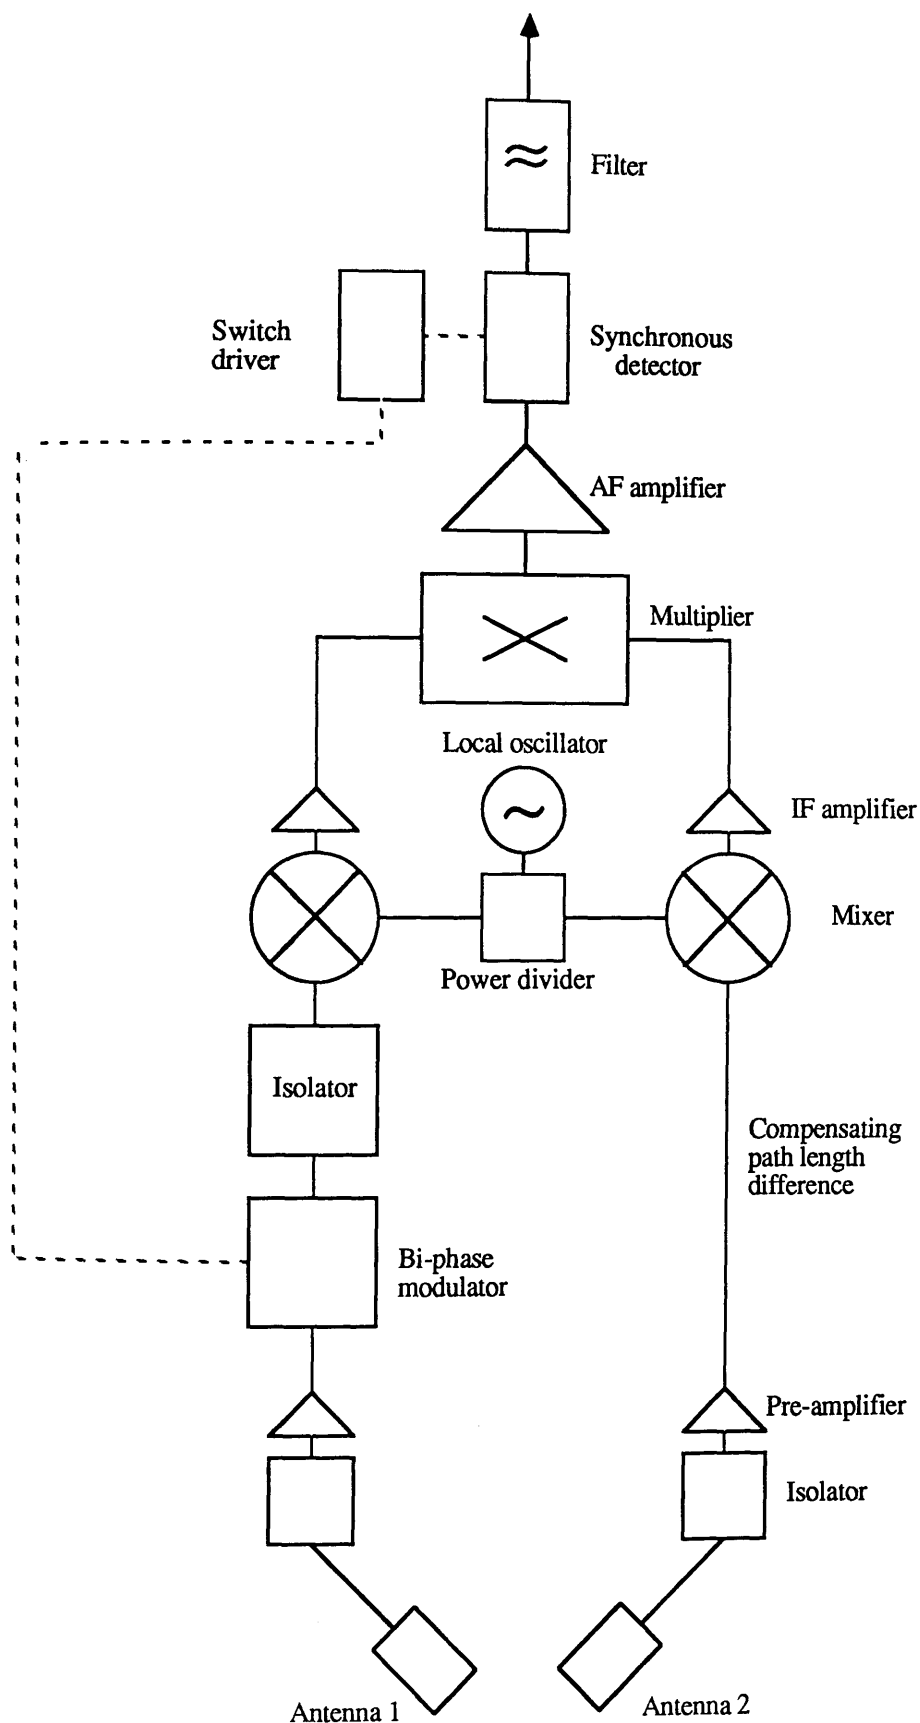 Filter
Switch
driver
Synchronous
detector
AF amplifier
Multiplier
Local oscillator
IF amplifier
Mixer
Power divider
Isolator
Compensating
path length
difference
Bi-phase
modulator
Pre-amplifier
Isolator
Antenna 1
Antenna 2